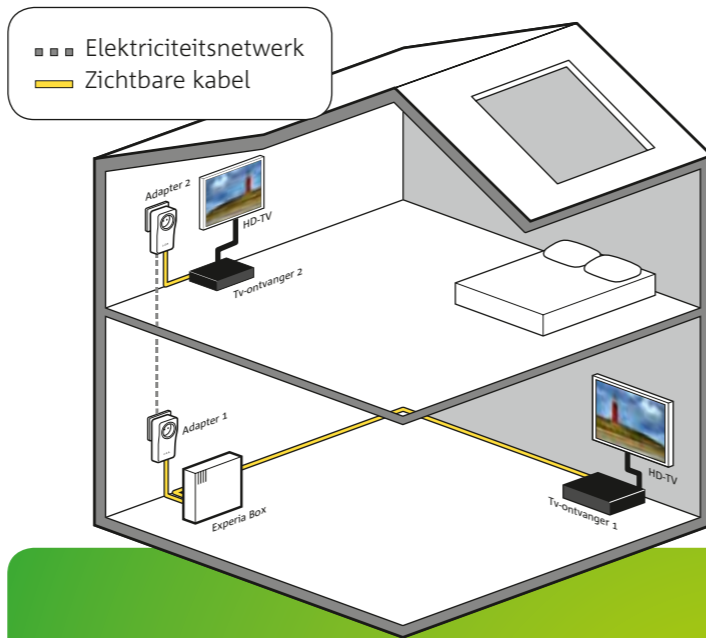 Elektriciteitsnetwerk
Zichtbare kabel
Adapter 2
HD-TV
Tv-ontvanger 2
Adapter 1
Experia Box
HD-TV
Tv-ontvanger 1